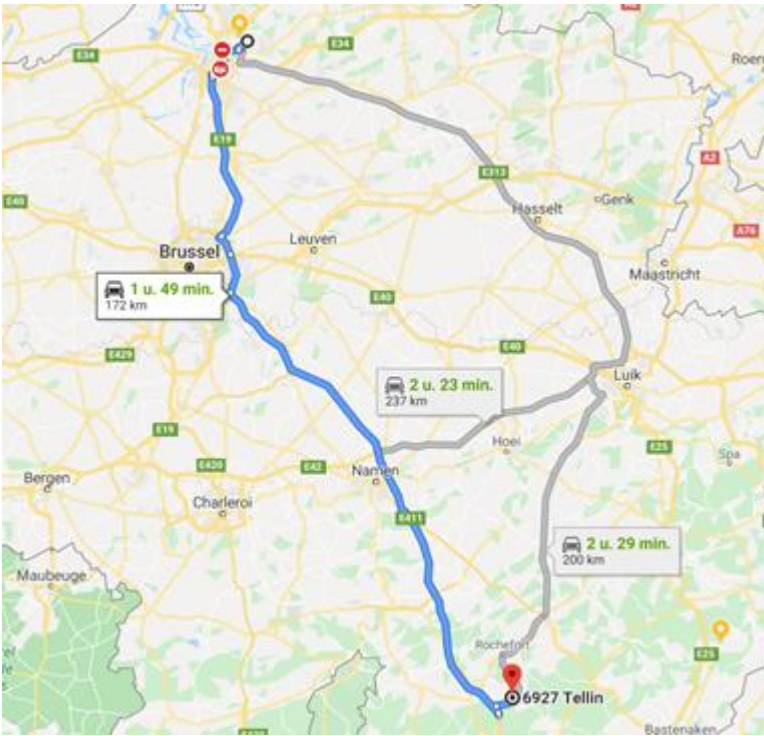 E34
E34
Roer
E19
A2
E313
E40
Hasselt
Genk
Leuven
A76
Brussel
Maastricht
1 u. 49 min.
172 km
E40
E429
E40
Luik
2 u. 23 min.
237 km
E19
Hoei
E25
E420
E42
Namen
Spa
Bergen
Charleroi
E411
2 u. 29 min.
200 km
Maubeuge
Rochefort
E25
6927 Tellin
Bastenaken